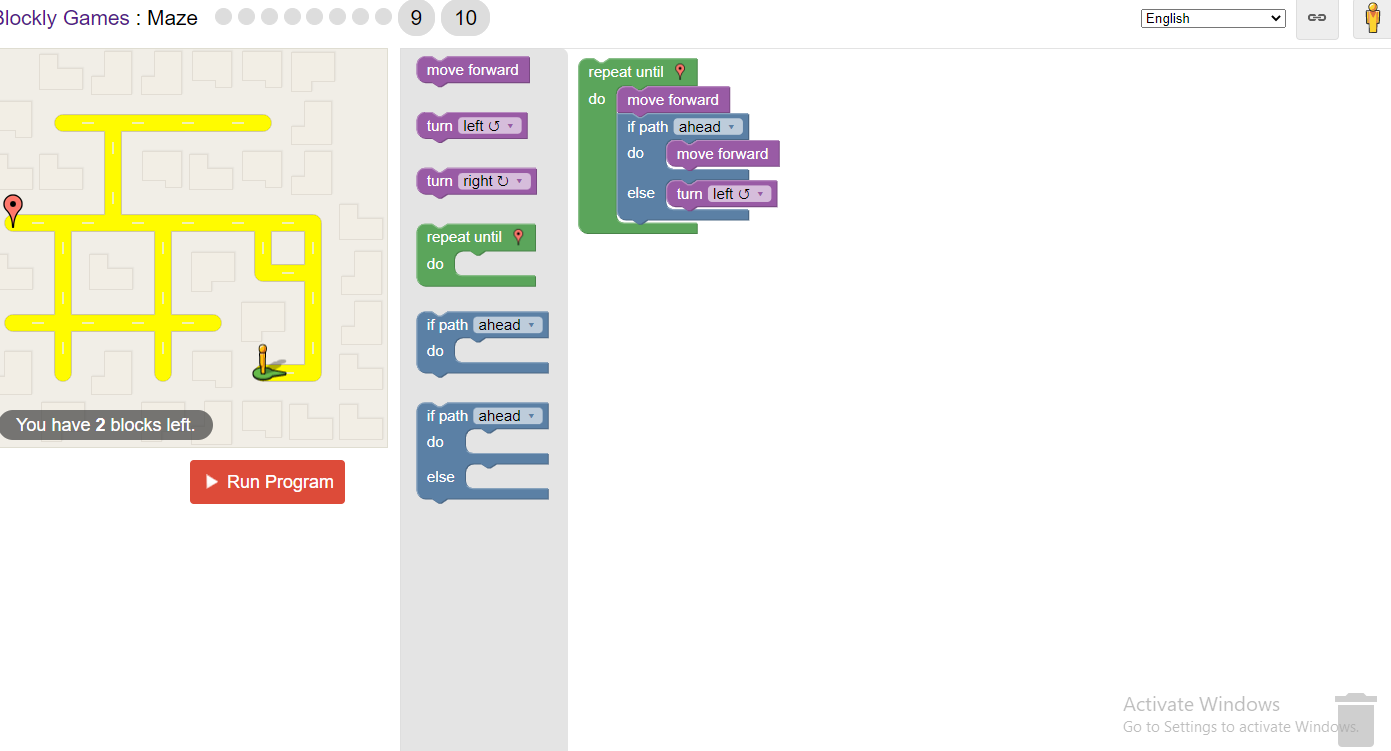 Blockly Games : Maze 9 10
English
move forward
turn left ↺
turn right ↻
repeat until
do
if path ahead
do
if path ahead
do
else
repeat until
do move forward
if path ahead
do move forward
else turn left ↺
You have 2 blocks left.
Run Program
Activate Windows
Go to Settings to activate Windows.